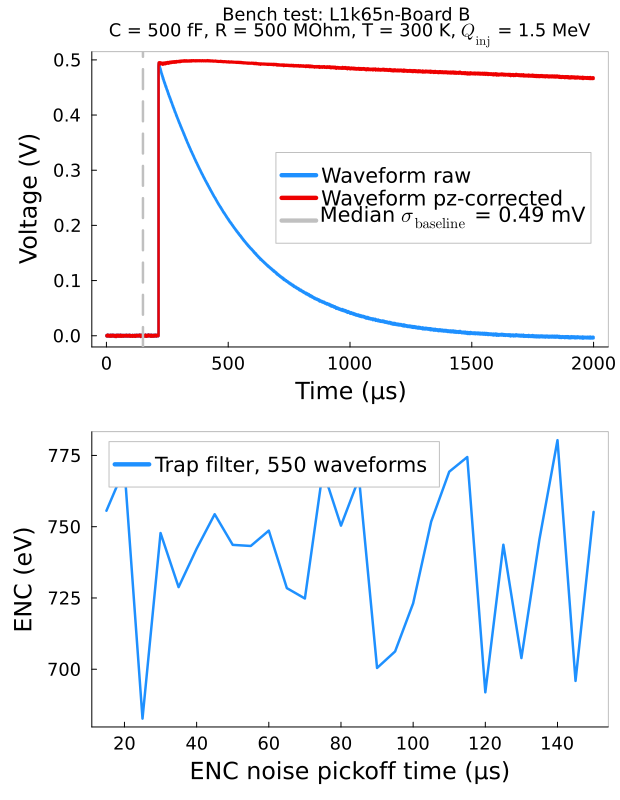 Bench test: L1k65n-Board B
C = 500 fF, R = 500 MOhm, T = 300 K, Q_inj = 1.5 MeV
0.5
0.4
0.3
0.2
0.1
0.0
Voltage (V)
Waveform raw
Waveform pz-corrected
Median σ_baseline = 0.49 mV
0 500 1000 1500 2000
Time (μs)
775
750
725
700
ENC (eV)
Trap filter, 550 waveforms
20 40 60 80 100 120 140
ENC noise pickoff time (μs)